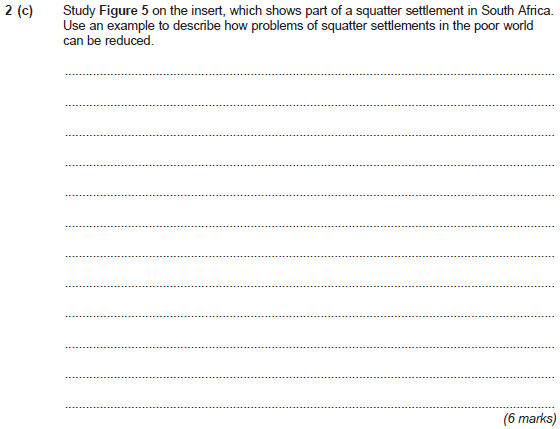 2 (c) Study Figure 5 on the insert, which shows part of a squatter settlement in South Africa.
Use an example to describe how problems of squatter settlements in the poor world
can be reduced.
(6 marks)